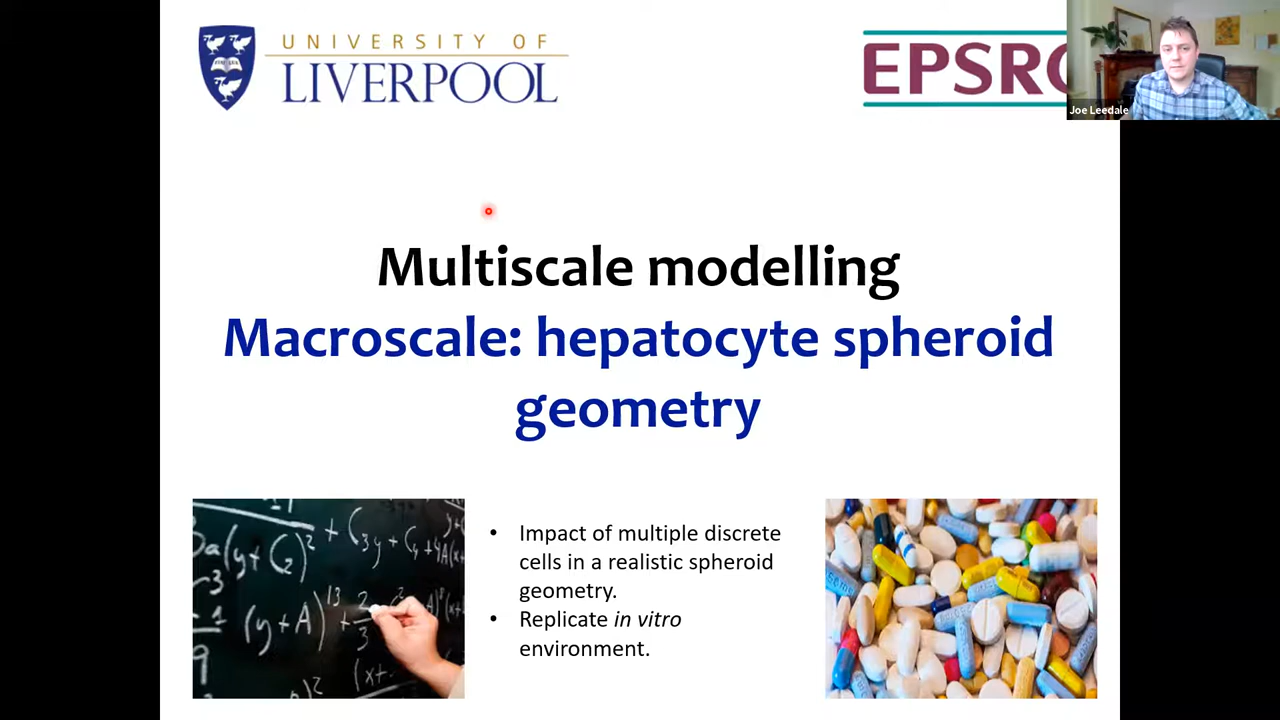 UNIVERSITY OF
LIVERPOOL
EPSRC
Joe Leedale
Multiscale modelling
Macroscale: hepatocyte spheroid
geometry
• Impact of multiple discrete
cells in a realistic spheroid
geometry.
• Replicate in vitro
environment.